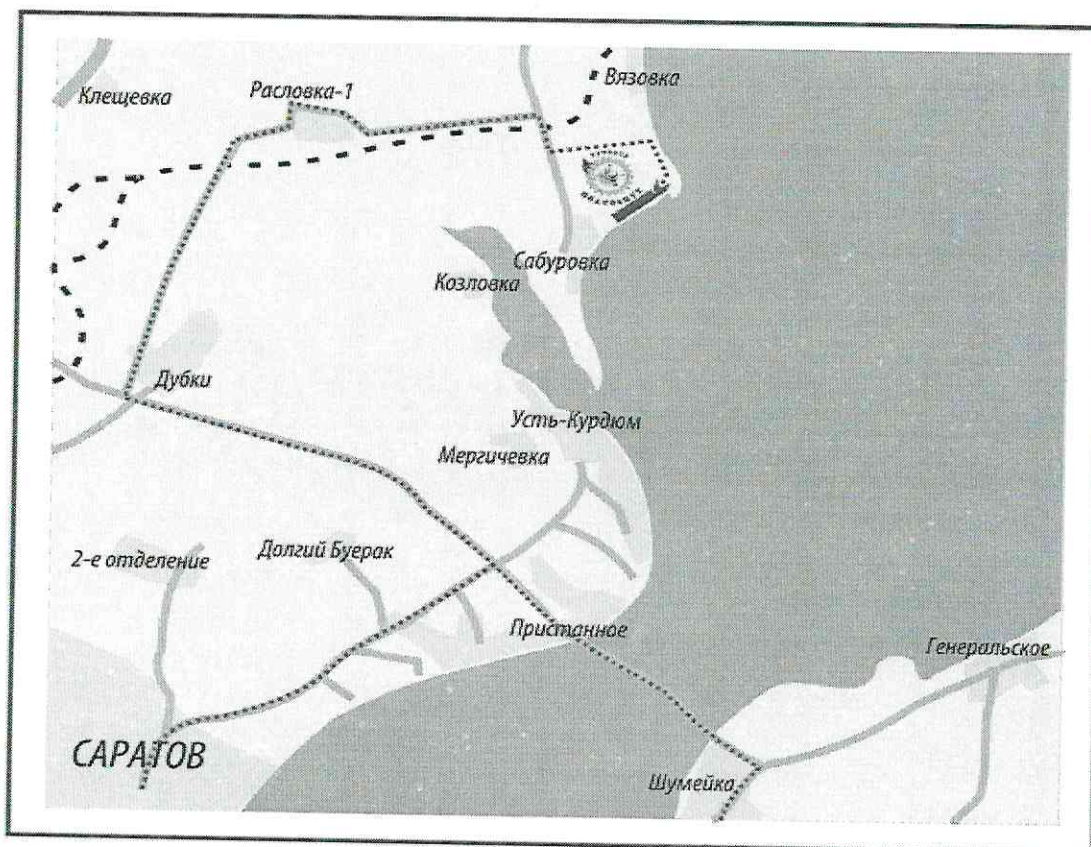 Клещевка
Расловка-1
Вязовка
Сабуровка
Козловка
Дубки
Усть-Курдюм
Мергичевка
2-е отделение
Долгий Буерак
Пристанное
Генеральское
САРАТОВ
Шумейка